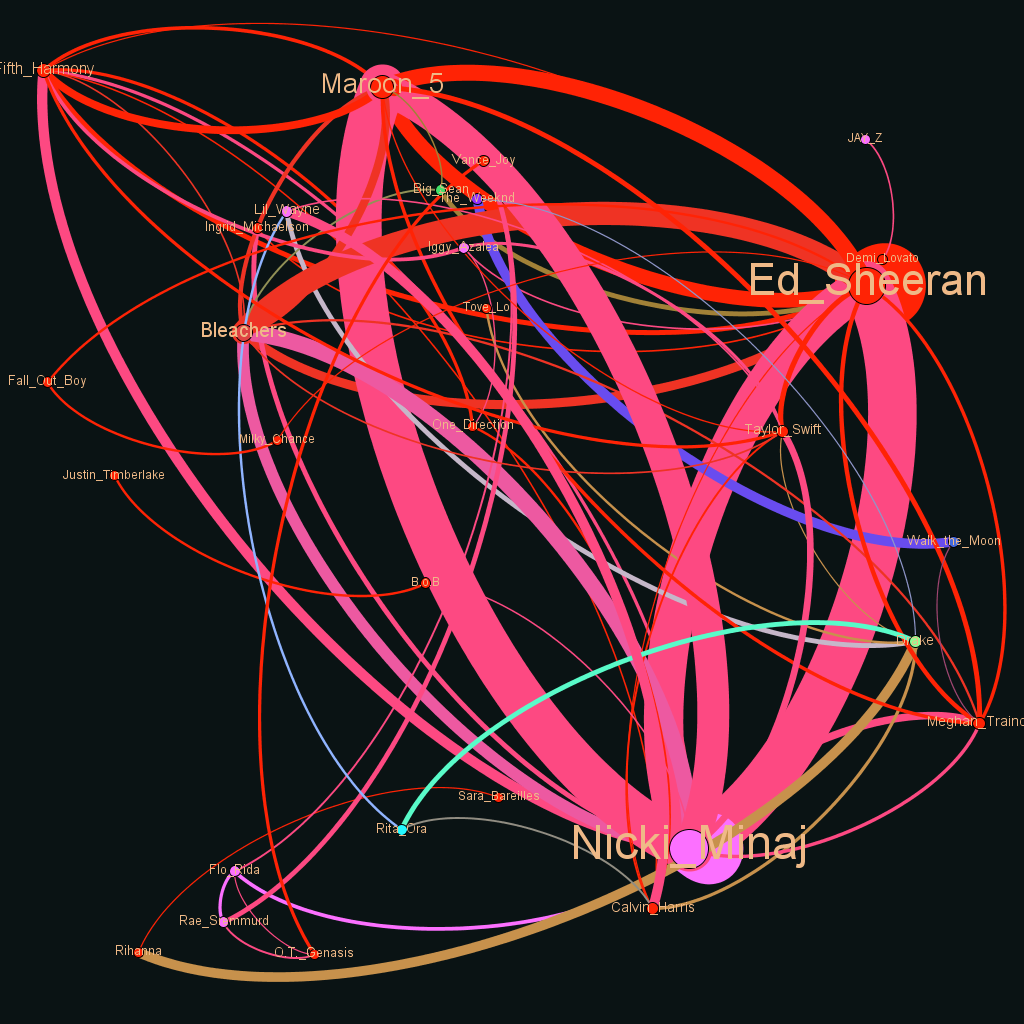 Fifth_Harmony
Maroon_5
JAY_Z
Vance_Joy
Big_Sean
The_Weeknd
Lil_Wayne
Ingrid_Michaelson
Iggy_Azalea
Demi_Lovato
Ed_Sheeran
Tove_Lo
Bleachers
Fall_Out_Boy
One_Direction
Taylor_Swift
Milky_Chance
Justin_Timberlake
Walk_the_Moon
B.o.B
Drake
Meghan_Traino
Sara_Bareilles
Rita_Ora
Nicki_Minaj
Flo_Rida
Calvin_Harris
Rae_Sremmurd
Rihanna
O.T._Genasis